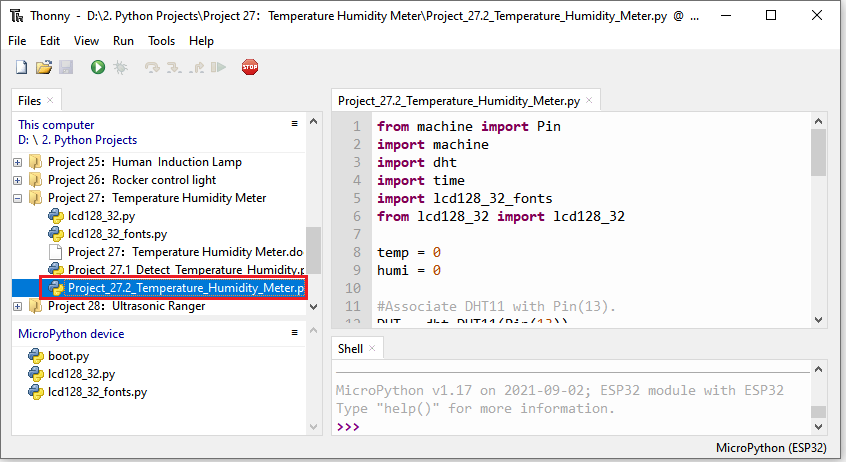 Thonny - D:\2. Python Projects\Project 27：Temperature Humidity Meter\Project_27.2_Temperature_Humidity_Meter.py @ ...
File Edit View Run Tools Help
STOP
Files
This computer
D: \ 2. Python Projects
Project 25：Human Induction Lamp
Project 26：Rocker control light
Project 27：Temperature Humidity Meter
lcd128_32.py
lcd128_32_fonts.py
Project 27：Temperature Humidity Meter.do
Project_27.1_Detect_Temperature_Humidity.p
Project_27.2_Temperature_Humidity_Meter.p
Project 28：Ultrasonic Ranger
MicroPython device
boot.py
lcd128_32.py
lcd128_32_fonts.py
Project_27.2_Temperature_Humidity_Meter.py
1 from machine import Pin
2 import machine
3 import dht
4 import time
5 import lcd128_32_fonts
6 from lcd128_32 import lcd128_32
7
8 temp = 0
9 humi = 0
10
11 #Associate DHT11 with Pin(13).
12 DHT = dht.DHT11(Pin(13))
Shell
MicroPython v1.17 on 2021-09-02; ESP32 module with ESP32
Type "help()" for more information.
>>>
MicroPython (ESP32)